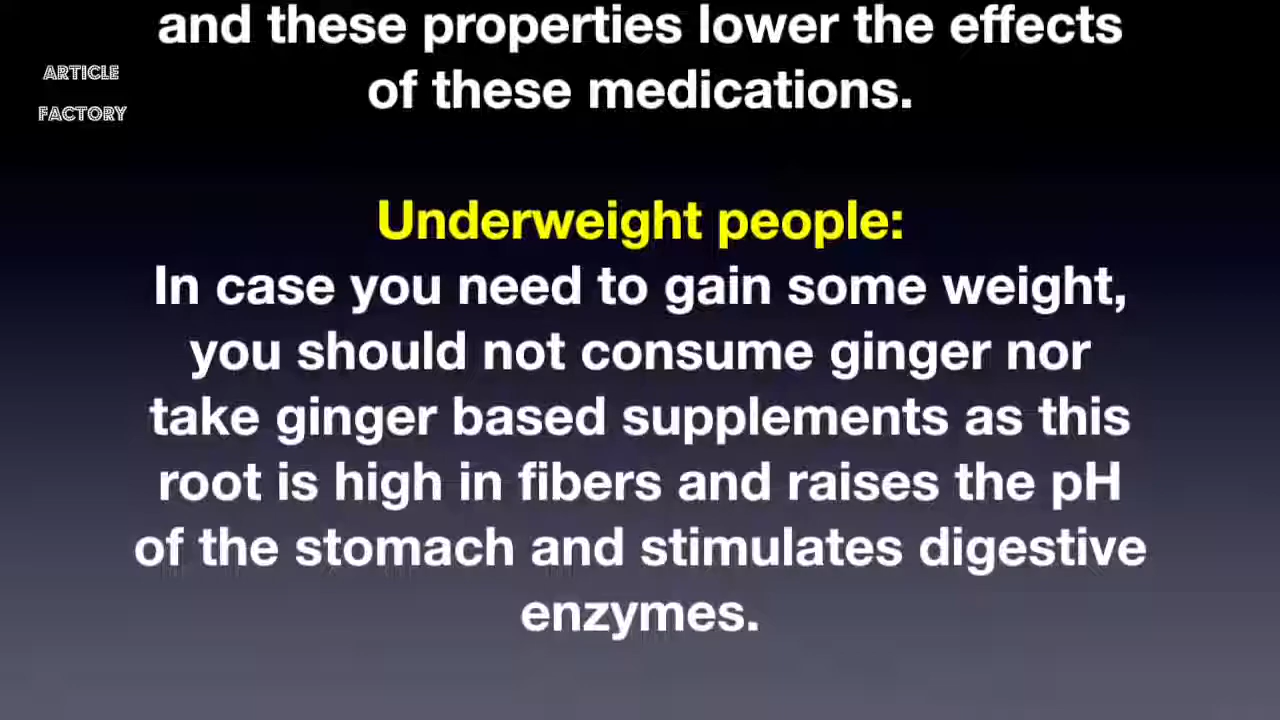 and these properties lower the effects
of these medications.
ARTICLE
FACTORY
Underweight people:
In case you need to gain some weight,
you should not consume ginger nor
take ginger based supplements as this
root is high in fibers and raises the pH
of the stomach and stimulates digestive
enzymes.